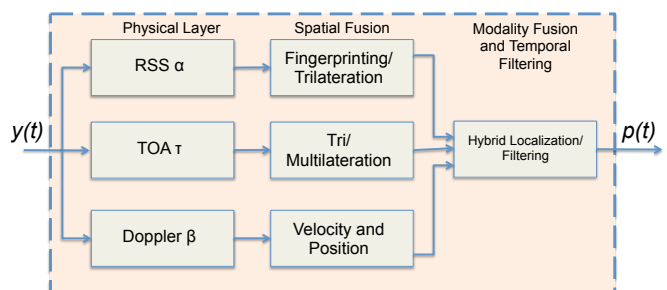 Physical Layer
Spatial Fusion
Modality Fusion
and Temporal
Filtering
RSS α
Fingerprinting/
Trilateration
y(t)
TOA τ
Tri/
Multilateration
Hybrid Localization/
Filtering
p(t)
Doppler β
Velocity and
Position